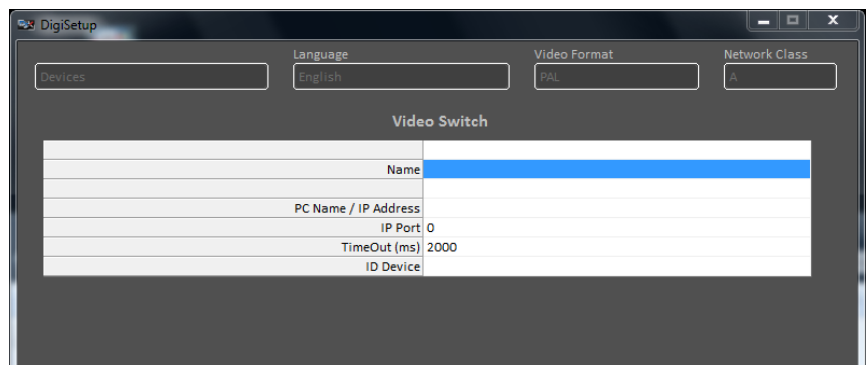 DigiSetup
Language Video Format Network Class
Devices English PAL A
Video Switch
Name
PC Name / IP Address
IP Port 0
TimeOut (ms) 2000
ID Device